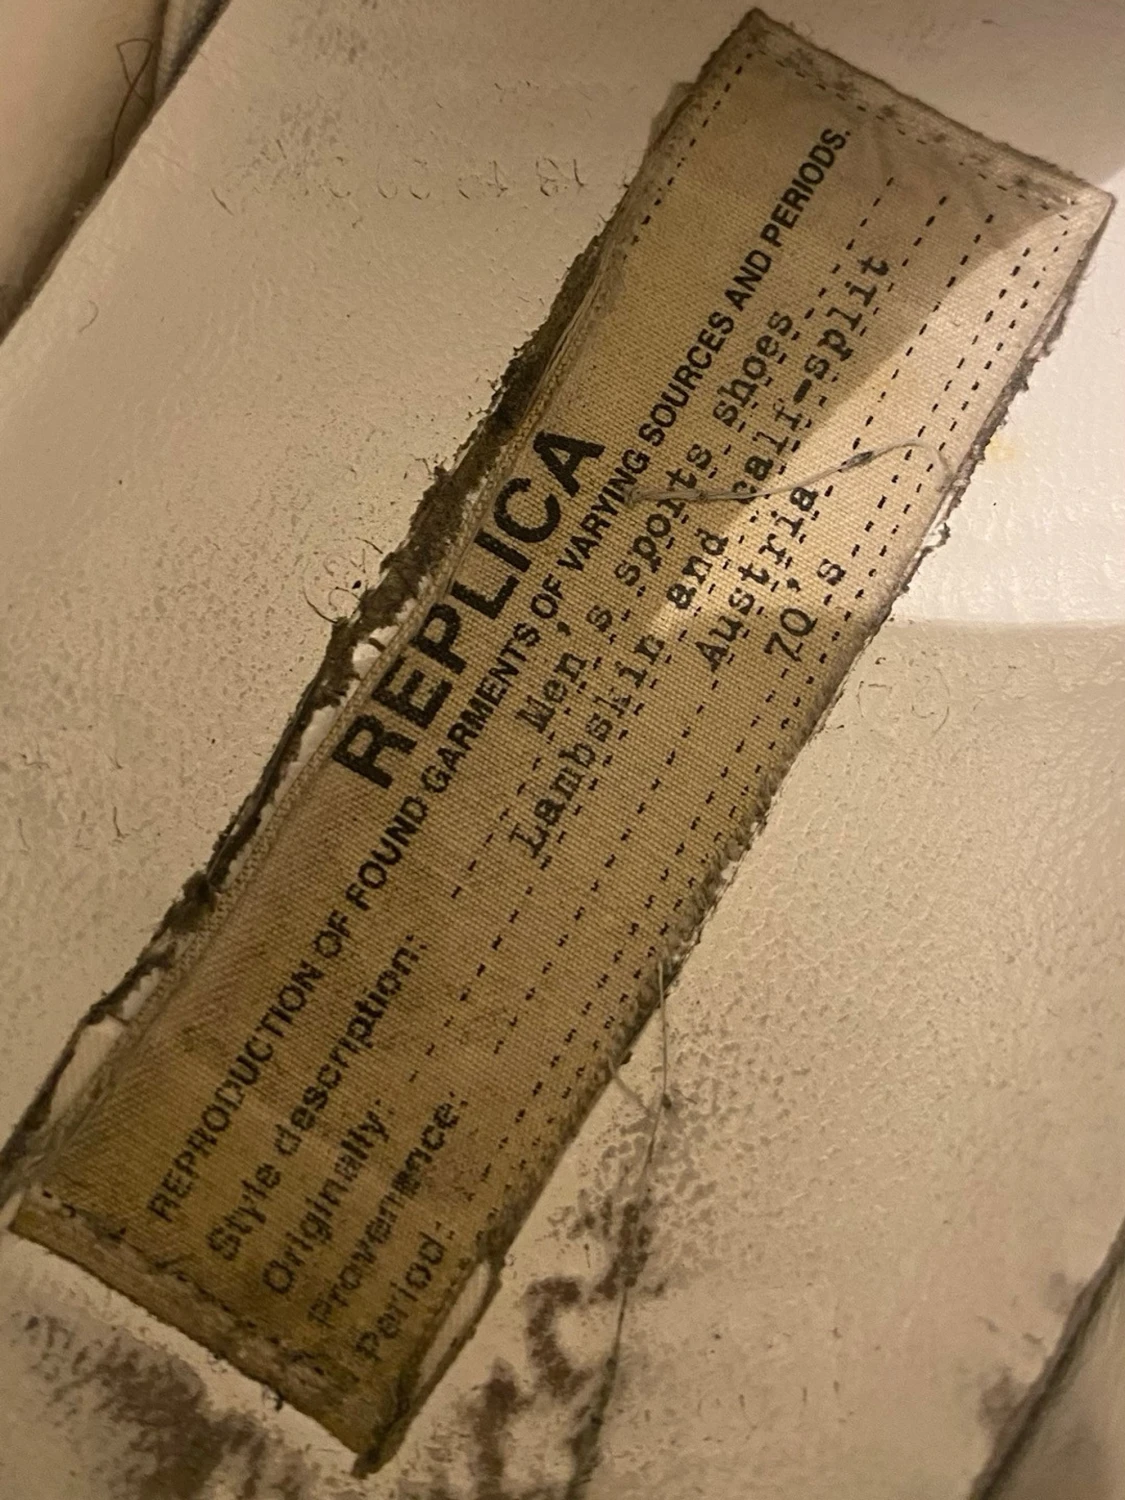 REPLICA
REPRODUCTION OF FOUND GARMENTS OF VARYING SOURCES AND PERIODS.
Style description: Men's sports shoes
Originally: Lambskin and calf-split
Provenance: Austria
Period: 70's